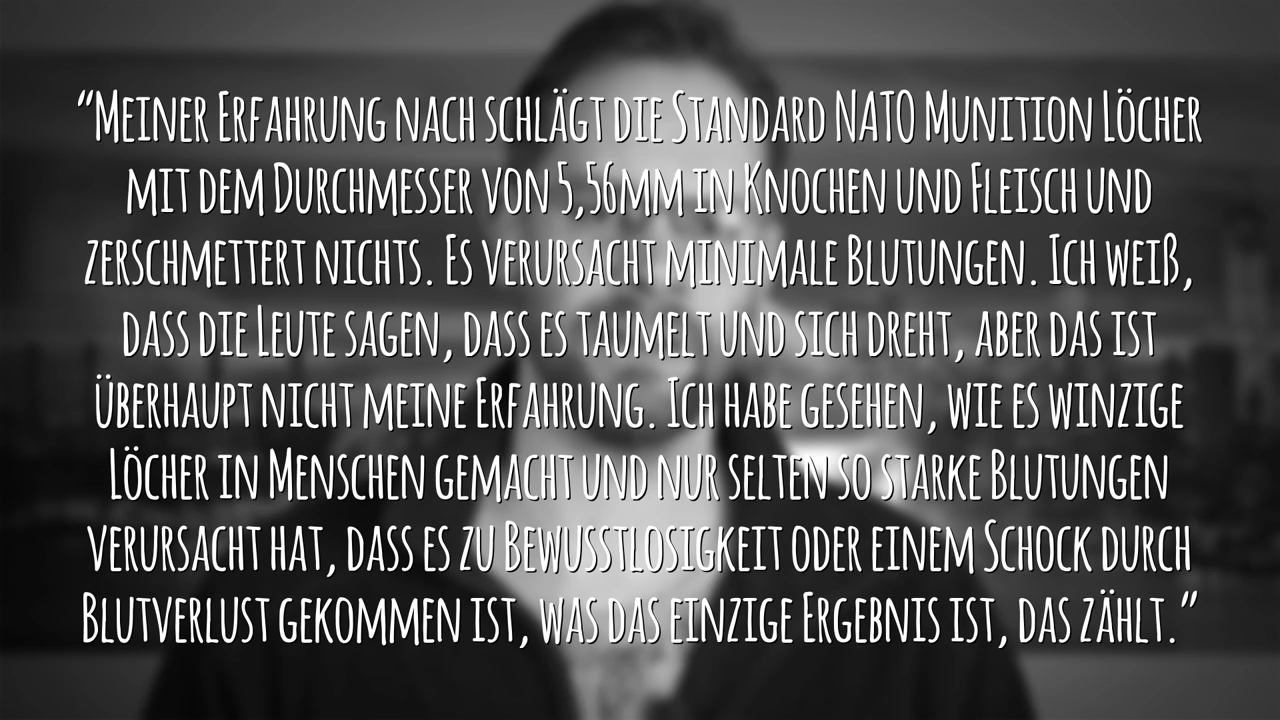 “Meiner Erfahrung nach schlägt die Standard NATO Munition Löcher
mit dem Durchmesser von 5,56mm in Knochen und Fleisch und
zerschmettert nichts. Es verursacht minimale Blutungen. Ich weiß,
dass die Leute sagen, dass es taumelt und sich dreht, aber das ist
überhaupt nicht meine Erfahrung. Ich habe gesehen, wie es winzige
Löcher in Menschen gemacht und nur selten so starke Blutungen
verursacht hat, dass es zu Bewusstlosigkeit oder einem Schock durch
Blutverlust gekommen ist, was das einzige Ergebnis ist, das zählt.”